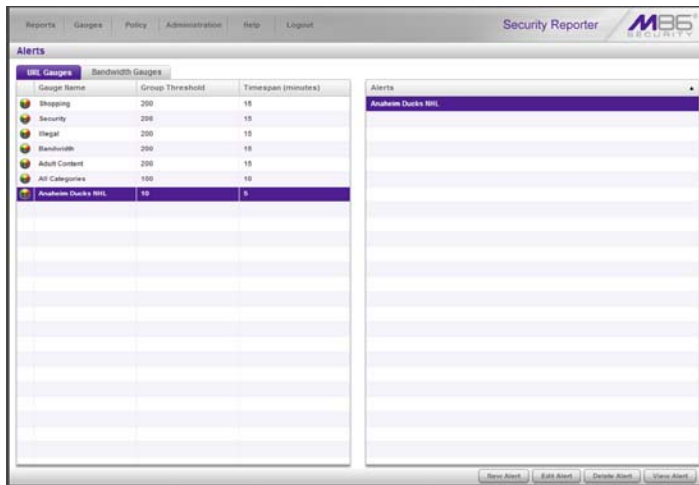 Reports Gauges Policy Administration Help Logout
Security Reporter
M86 SECURITY
Alerts
URL Gauges Bandwidth Gauges
Gauge Name Group Threshold Timespan (minutes)
Shopping 200 15
Security 200 15
Illegal 200 15
Bandwidth 200 15
Adult Content 200 15
All Categories 100 10
Anaheim Ducks NHL 10 5
Alerts
Anaheim Ducks NHL
New Alert Edit Alert Delete Alert View Alert